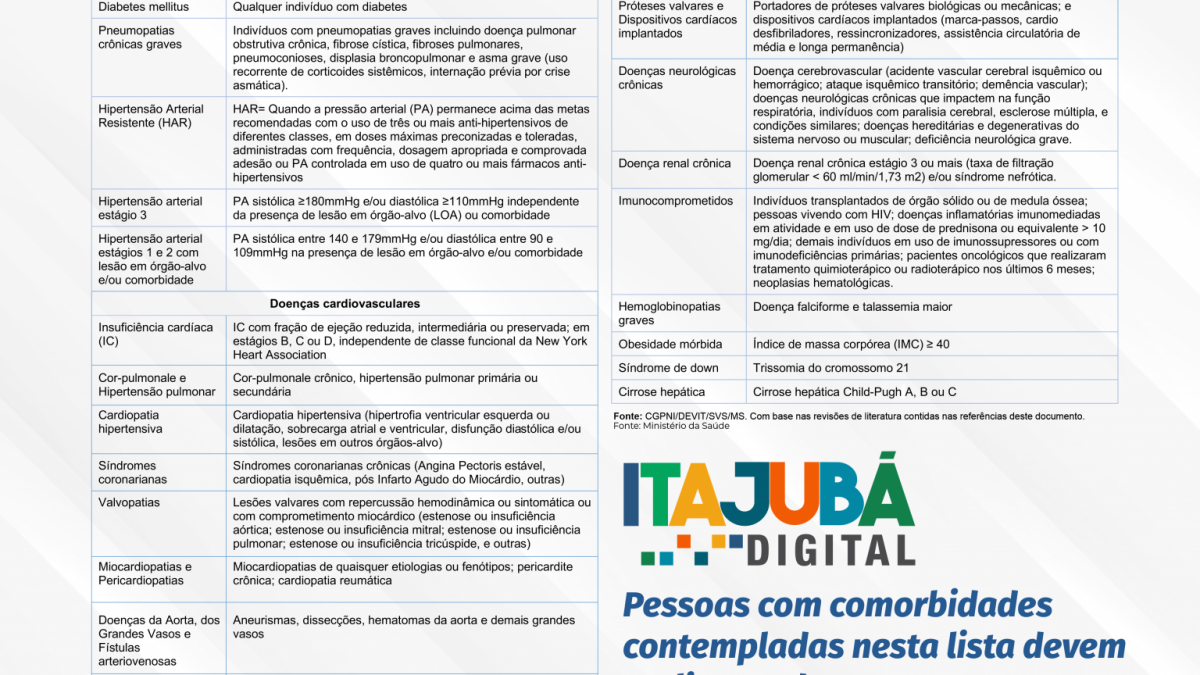 Diabetes mellitus
Qualquer indivíduo com diabetes
Pneumopatias
crônicas graves
Indivíduos com pneumopatias graves incluindo doença pulmonar
obstrutiva crônica, fibrose cística, fibroses pulmonares,
pneumoconioses, displasia broncopulmonar e asma grave (uso
recorrente de corticoides sistêmicos, internação prévia por crise
asmática).
Hipertensão Arterial
Resistente (HAR)
HAR= Quando a pressão arterial (PA) permanece acima das metas
recomendadas com o uso de três ou mais anti-hipertensivos de
diferentes classes, em doses máximas preconizadas e toleradas,
administradas com frequência, dosagem apropriada e comprovada
adesão ou PA controlada em uso de quatro ou mais fármacos anti-
hipertensivos
Hipertensão arterial
estágio 3
PA sistólica ≥180mmHg e/ou diastólica ≥110mmHg independente
da presença de lesão em órgão-alvo (LOA) ou comorbidade
Hipertensão arterial
estágios 1 e 2 com
lesão em órgão-alvo
e/ou comorbidade
PA sistólica entre 140 e 179mmHg e/ou diastólica entre 90 e
109mmHg na presença de lesão em órgão-alvo e/ou comorbidade
Doenças cardiovasculares
Insuficiência cardíaca
(IC)
IC com fração de ejeção reduzida, intermediária ou preservada; em
estágios B, C ou D, independente de classe funcional da New York
Heart Association
Cor-pulmonale e
Hipertensão pulmonar
Cor-pulmonale crônico, hipertensão pulmonar primária ou
secundária
Cardiopatia
hipertensiva
Cardiopatia hipertensiva (hipertrofia ventricular esquerda ou
dilatação, sobrecarga atrial e ventricular, disfunção diastólica e/ou
sistólica, lesões em outros órgãos-alvo)
Síndromes
coronarianas
Síndromes coronarianas crônicas (Angina Pectoris estável,
cardiopatia isquêmica, pós Infarto Agudo do Miocárdio, outras)
Valvopatias
Lesões valvares com repercussão hemodinâmica ou sintomática ou
com comprometimento miocárdico (estenose ou insuficiência
aórtica; estenose ou insuficiência mitral; estenose ou insuficiência
pulmonar; estenose ou insuficiência tricúspide, e outras)
Miocardiopatias e
Pericardiopatias
Miocardiopatias de quaisquer etiologias ou fenótipos; pericardite
crônica; cardiopatia reumática
Doenças da Aorta, dos
Grandes Vasos e
Fístulas
arteriovenosas
Aneurismas, dissecções, hematomas da aorta e demais grandes
vasos
Próteses valvares e
Dispositivos cardíacos
implantados
Portadores de próteses valvares biológicas ou mecânicas; e
dispositivos cardíacos implantados (marca-passos, cardio
desfibriladores, ressincronizadores, assistência circulatória de
média e longa permanência)
Doenças neurológicas
crônicas
Doença cerebrovascular (acidente vascular cerebral isquêmico ou
hemorrágico; ataque isquêmico transitório; demência vascular);
doenças neurológicas crônicas que impactem na função
respiratória, indivíduos com paralisia cerebral, esclerose múltipla, e
condições similares; doenças hereditárias e degenerativas do
sistema nervoso ou muscular; deficiência neurológica grave.
Doença renal crônica
Doença renal crônica estágio 3 ou mais (taxa de filtração
glomerular < 60 ml/min/1,73 m2) e/ou síndrome nefrótica.
Imunocomprometidos
Indivíduos transplantados de órgão sólido ou de medula óssea;
pessoas vivendo com HIV; doenças inflamatórias imunomediadas
em atividade e em uso de dose de prednisona ou equivalente > 10
mg/dia; demais indivíduos em uso de imunossupressores ou com
imunodeficiências primárias; pacientes oncológicos que realizaram
tratamento quimioterápico ou radioterápico nos últimos 6 meses;
neoplasias hematológicas.
Hemoglobinopatias
graves
Doença falciforme e talassemia maior
Obesidade mórbida
Índice de massa corpórea (IMC) ≥ 40
Síndrome de down
Trissomia do cromossomo 21
Cirrose hepática
Cirrose hepática Child-Pugh A, B ou C
Fonte: CGPNI/DEVIT/SVS/MS. Com base nas revisões de literatura contidas nas referências deste documento.
Fonte: Ministério da Saúde
ITAJUBÁ
DIGITAL
Pessoas com comorbidades
contempladas nesta lista devem